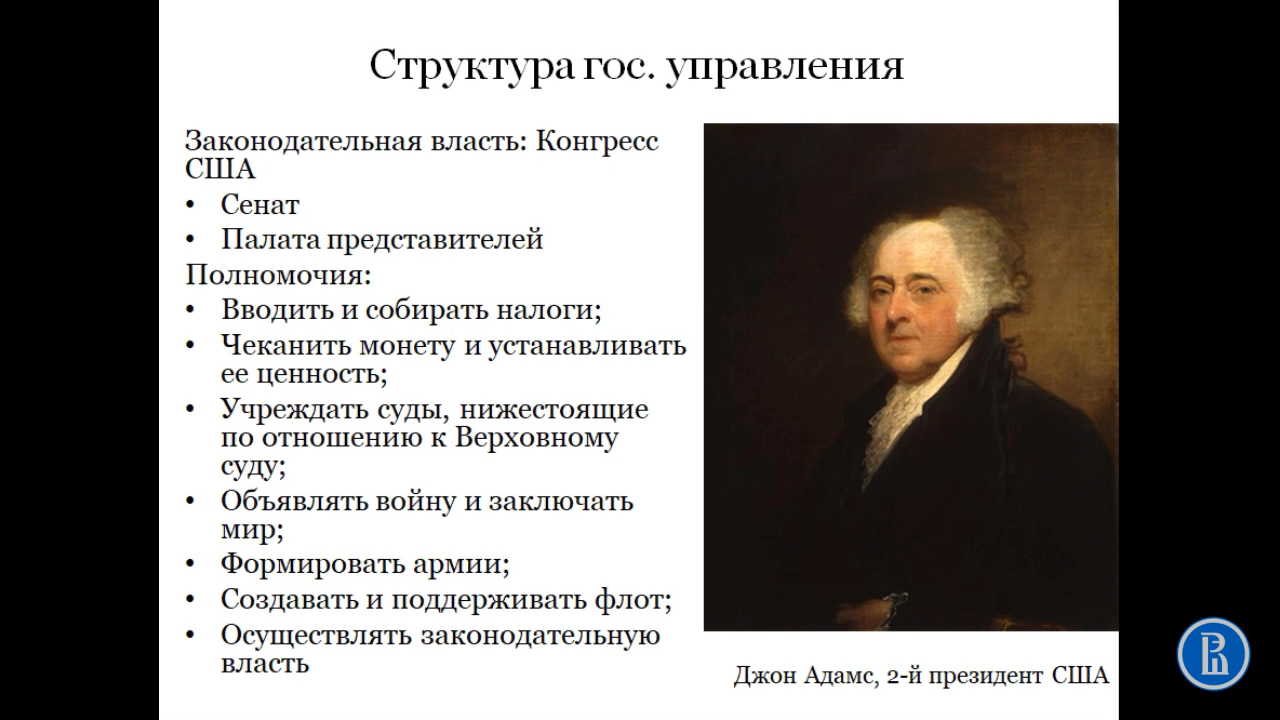 Структура гос. управления
Законодательная власть: Конгресс
США
• Сенат
• Палата представителей
Полномочия:
• Вводить и собирать налоги;
• Чеканить монету и устанавливать
ее ценность;
• Учреждать суды, нижестоящие
по отношению к Верховному
суду;
• Объявлять войну и заключать
мир;
• Формировать армии;
• Создавать и поддерживать флот;
• Осуществлять законодательную
власть
Джон Адамс, 2-й президент США